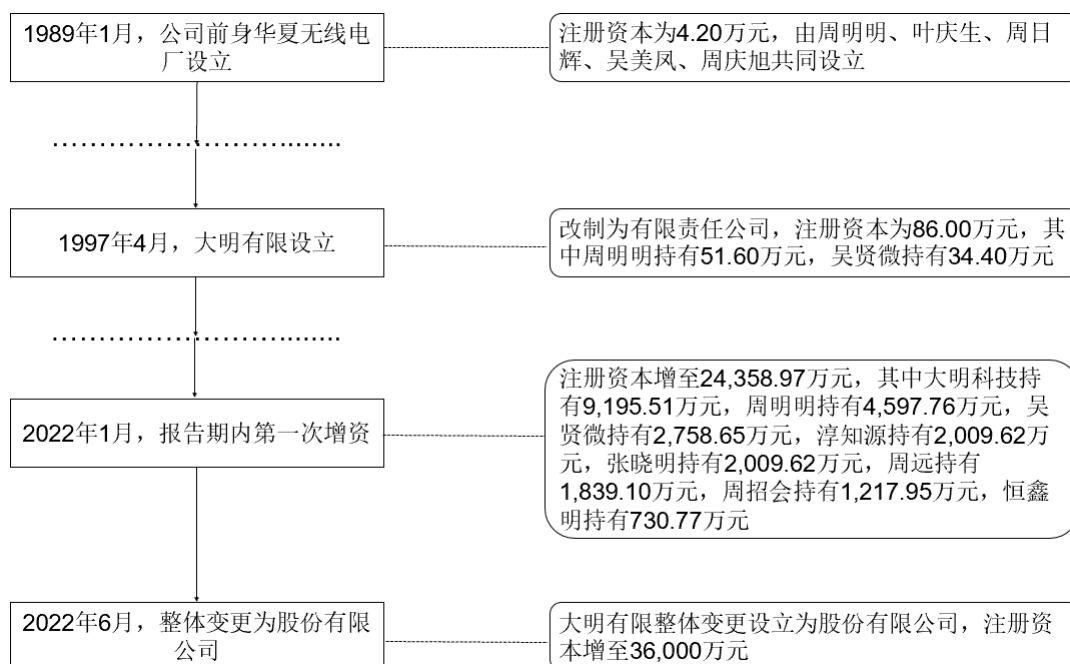 1989年1月，公司前身华夏无线电
厂设立
注册资本为4.20万元，由周明明、叶庆生、周日
辉、吴美凤、周庆旭共同设立
...............................
1997年4月，大明有限设立
改制为有限责任公司，注册资本为86.00万元，其
中周明明持有51.60万元，吴贤微持有34.40万元
...............................
2022年1月，报告期内第一次增资
注册资本增至24,358.97万元，其中大明科技持
有9,195.51万元，周明明持有4,597.76万元，吴
贤微持有2,758.65万元，淳知源持有2,009.62万
元，张晓明持有2,009.62万元，周远持有
1,839.10万元，周招会持有1,217.95万元，恒鑫
明持有730.77万元
2022年6月，整体变更为股份有限
公司
大明有限整体变更设立为股份有限公司，注册资
本增至36,000万元